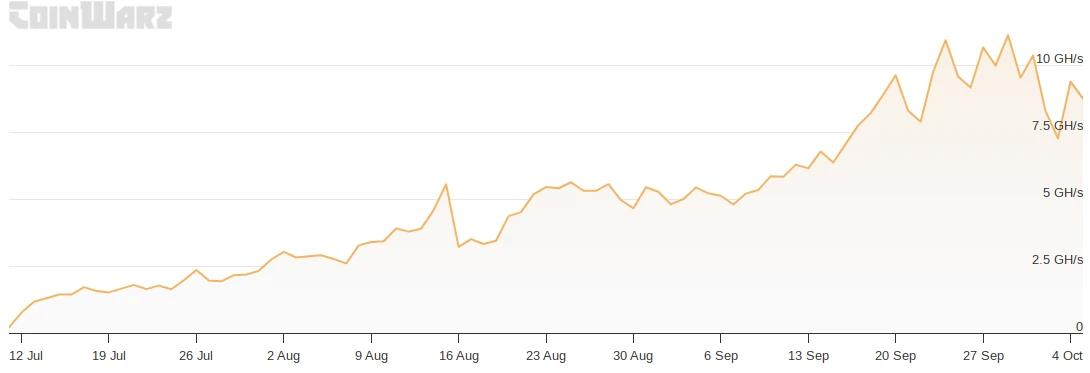 COINWARZ
10 GH/s
7.5 GH/s
5 GH/s
2.5 GH/s
0
12 Jul 19 Jul 26 Jul 2 Aug 9 Aug 16 Aug 23 Aug 30 Aug 6 Sep 13 Sep 20 Sep 27 Sep 4 Oct